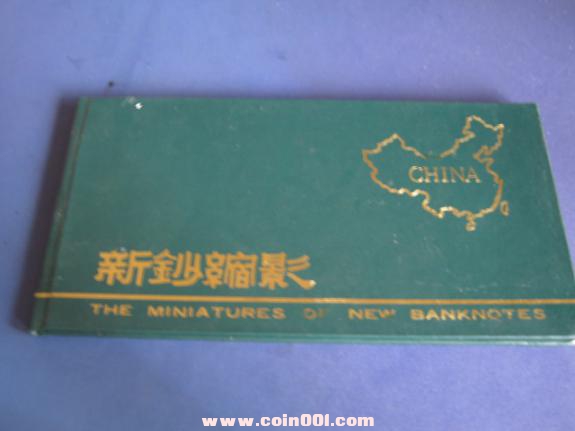 CHINA
新鈔縮影
THE MINIATURES OF NEW BANKNOTES
www.coin001.com